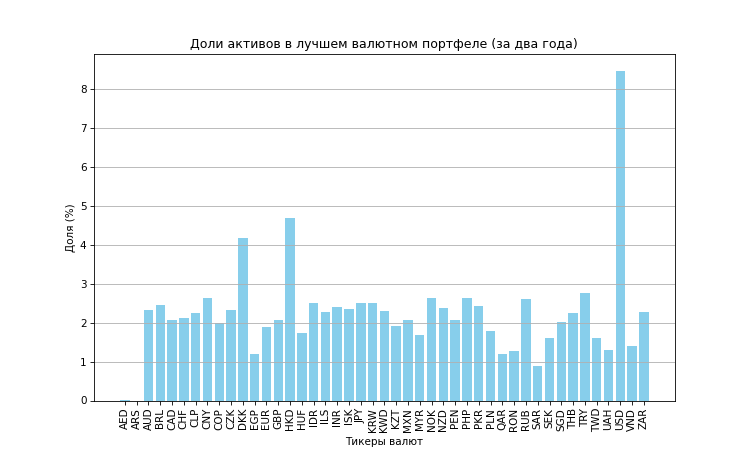 Доли активов в лучшем валютном портфеле (за два года)
Доля (%)
8
7
6
5
4
3
2
1
0
AED ARS AUD BRL CAD CHF CLP CNY COP CZK DKK EGP EUR GBP HKD HUF IDR ILS INR ISK JPY KRW KWD KZT MXN MYR NOK NZD PEN PHP PKR PLN QAR RON RUB SAR SEK SGD THB TRY TWD UAH USD VND ZAR
Тикеры валют